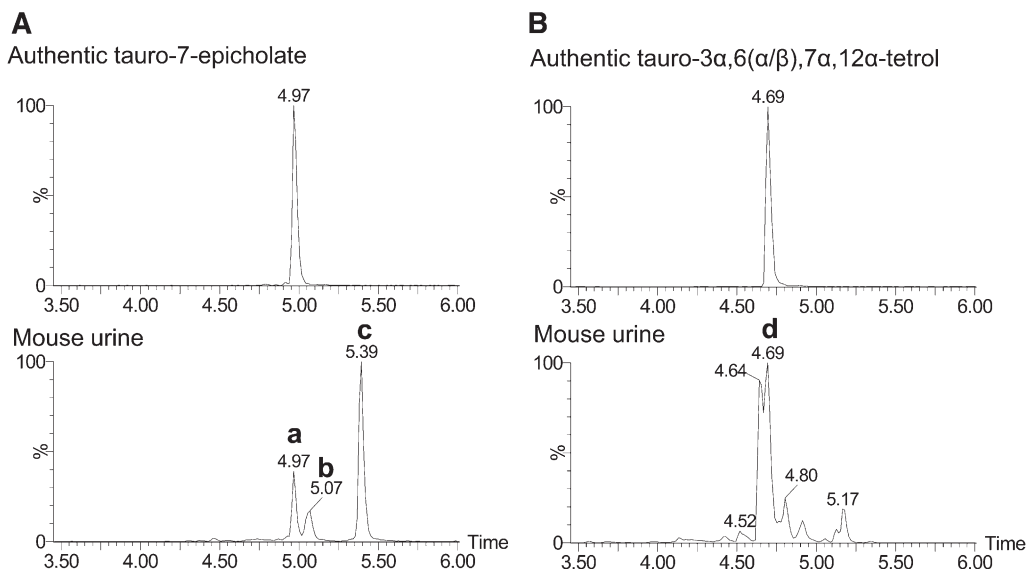 A
Authentic tauro-7-epicholate
4.97
100
%
0
3.50 4.00 4.50 5.00 5.50 6.00
Mouse urine
c
5.39
100
a
4.97
b
5.07
%
0
3.50 4.00 4.50 5.00 5.50 6.00
Time
B
Authentic tauro-3α,6(α/β),7α,12α-tetrol
4.69
100
%
0
3.50 4.00 4.50 5.00 5.50 6.00
Mouse urine
d
4.69
100
4.64
%
4.80
5.17
4.52
0
3.50 4.00 4.50 5.00 5.50 6.00
Time